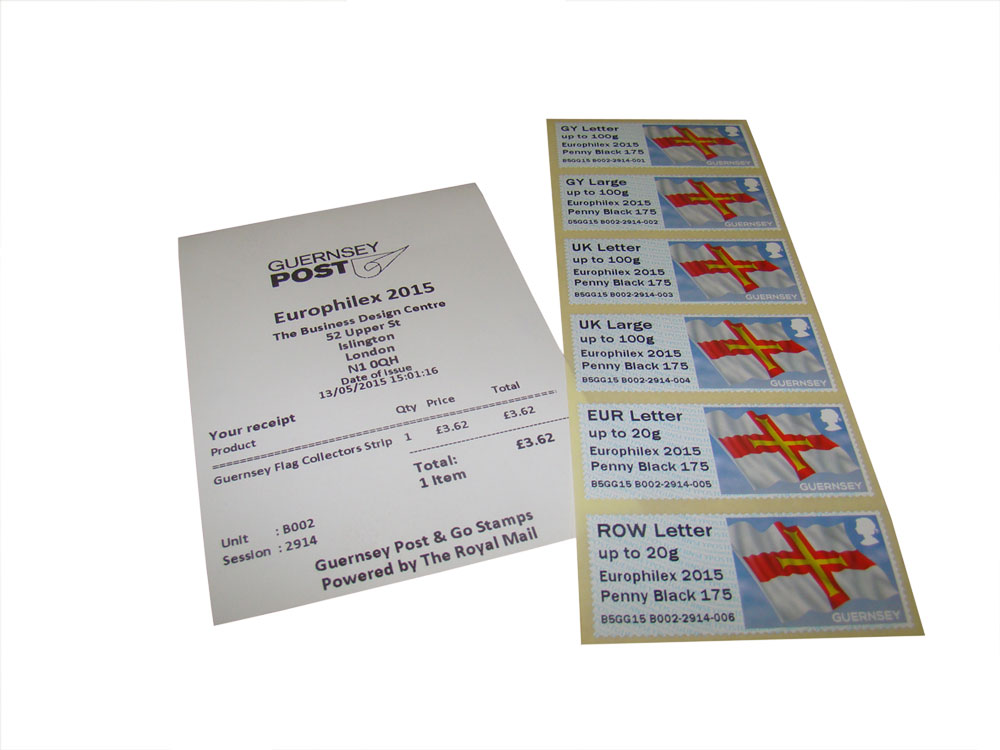 GUERNSEY
POST
Europhilex 2015
The Business Design Centre
52 Upper St
Islington
London
N1 0QH
Date of Issue
13/05/2015 15:01:16
Your receipt
Product Qty Price Total
================================================
Guernsey Flag Collectors Strip 1 £3.62 £3.62
------------------------
Total: £3.62
1 Item
Unit : B002
Session : 2914
Guernsey Post & Go Stamps
Powered by The Royal Mail
GY Letter
up to 100g
Europhilex 2015
Penny Black 175
B5GG15 B002-2914-001
GUERNSEY
GY Large
up to 100g
Europhilex 2015
Penny Black 175
B5GG15 B002-2914-002
GUERNSEY
UK Letter
up to 100g
Europhilex 2015
Penny Black 175
B5GG15 B002-2914-003
GUERNSEY
UK Large
up to 100g
Europhilex 2015
Penny Black 175
B5GG15 B002-2914-004
GUERNSEY
EUR Letter
up to 20g
Europhilex 2015
Penny Black 175
B5GG15 B002-2914-005
GUERNSEY
ROW Letter
up to 20g
Europhilex 2015
Penny Black 175
B5GG15 B002-2914-006
GUERNSEY